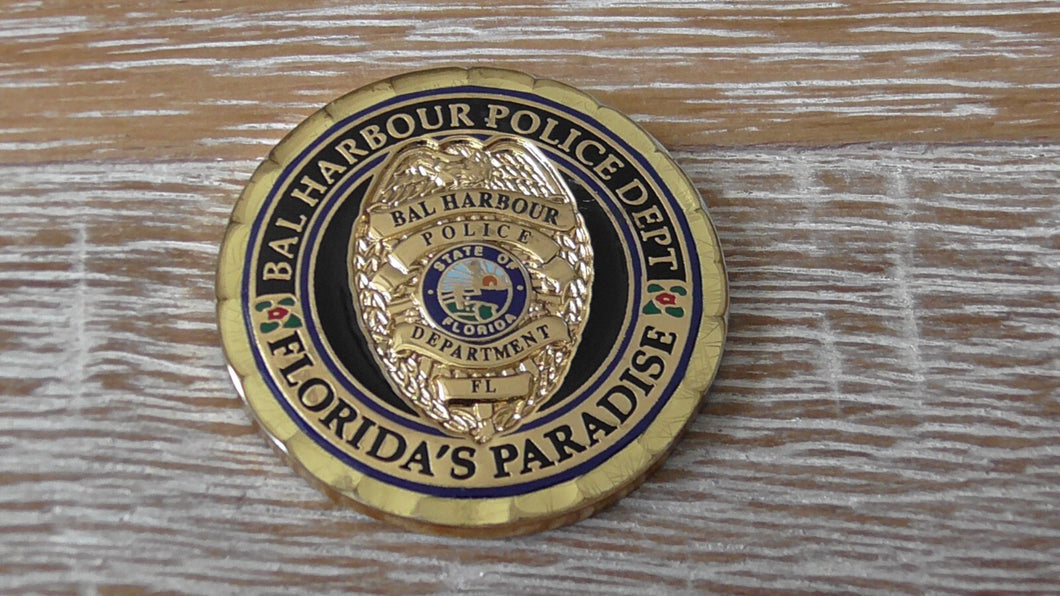 BAL HARBOUR POLICE DEPT
BAL HARBOUR
POLICE
STATE OF
FLORIDA
DEPARTMENT
FL
FLORIDA'S PARADISE